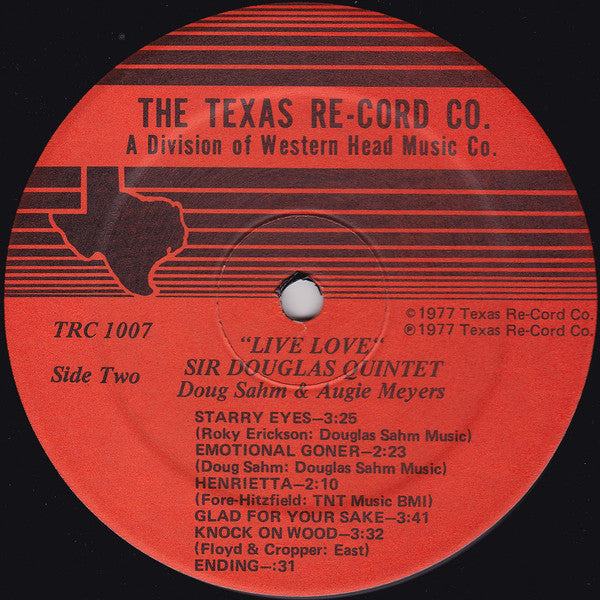 THE TEXAS RE-CORD CO.
A Division of Western Head Music Co.
TRC 1007
Side Two
©1977 Texas Re-Cord Co.
℗1977 Texas Re-Cord Co.
"LIVE LOVE"
SIR DOUGLAS QUINTET
Doug Sahm & Augie Meyers
STARRY EYES—3:25
(Roky Erickson: Douglas Sahm Music)
EMOTIONAL GONER—2:23
(Doug Sahm: Douglas Sahm Music)
HENRIETTA—2:10
(Fore-Hitzfield: TNT Music BMI)
GLAD FOR YOUR SAKE—3:41
KNOCK ON WOOD—3:32
(Floyd & Cropper: East)
ENDING—:31